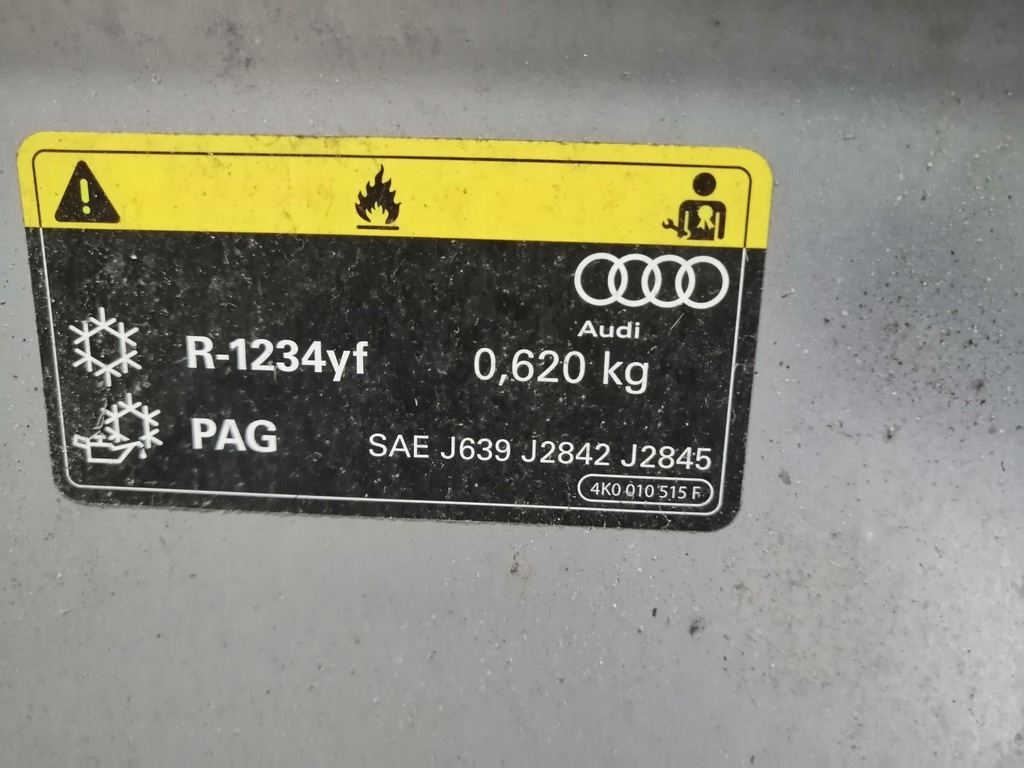 Audi
R-1234yf 0,620 kg
PAG SAE J639 J2842 J2845
4K0 010 515 F